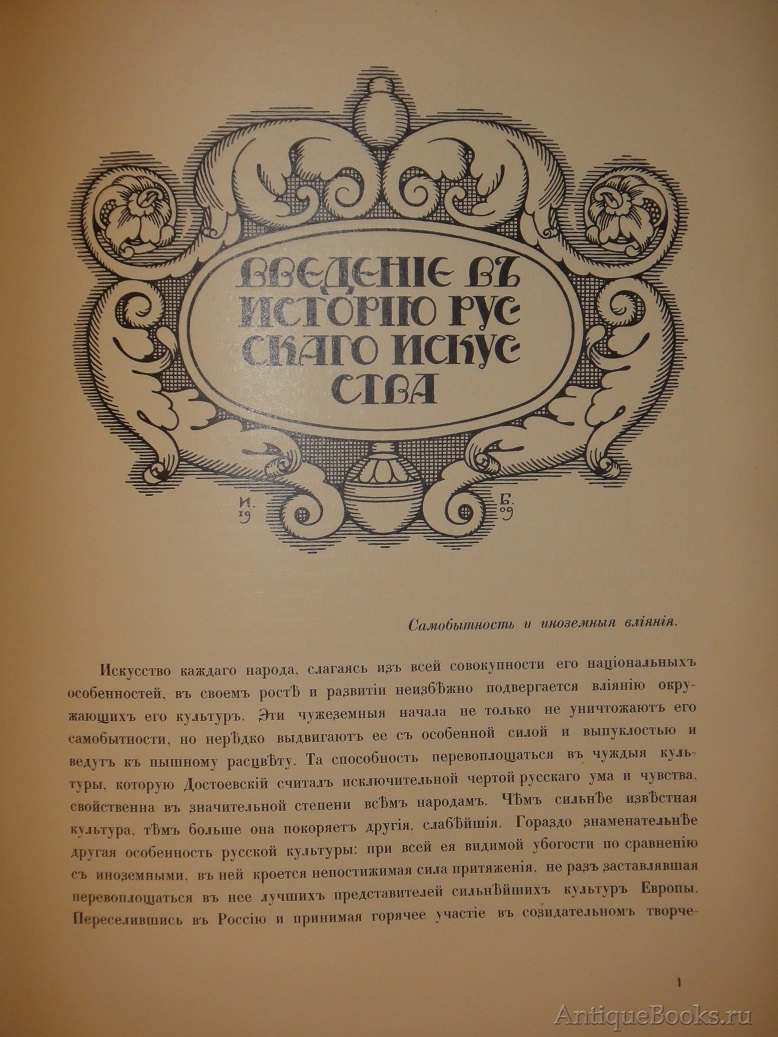 ВВЕДЕНІЕ ВЪ
ИСТОРІЮ РУС-
СКАГО ИСКУС-
СТВА
И. Б.
19 09
Самобытность и иноземныя вліянія.
Искусство каждаго народа, слагаясь изъ всей совокупности его національныхъ
особенностей, въ своемъ ростѣ и развитіи неизбѣжно подвергается вліянію окру-
жающихъ его культуръ. Эти чужеземныя начала не только не уничтожаютъ его
самобытности, но нерѣдко выдвигаютъ ее съ особенной силой и выпуклостью и
ведутъ къ пышному расцвѣту. Та способность перевоплощаться въ чуждыя куль-
туры, которую Достоевскій считалъ исключительной чертой русскаго ума и чувства,
свойственна въ значительной степени всѣмъ народамъ. Чѣмъ сильнѣе извѣстная
культура, тѣмъ больше она покоряетъ другія, слабѣйшія. Гораздо знаменательнѣе
другая особенность русской культуры: при всей ея видимой убогости по сравненію
съ иноземными, въ ней кроется непостижимая сила притяженія, не разъ заставлявшая
перевоплощаться въ нее лучшихъ представителей сильнѣйшихъ культуръ Европы.
Переселившись въ Россію и принимая горячее участіе въ созидательномъ творче-
1
AntiqueBooks.ru